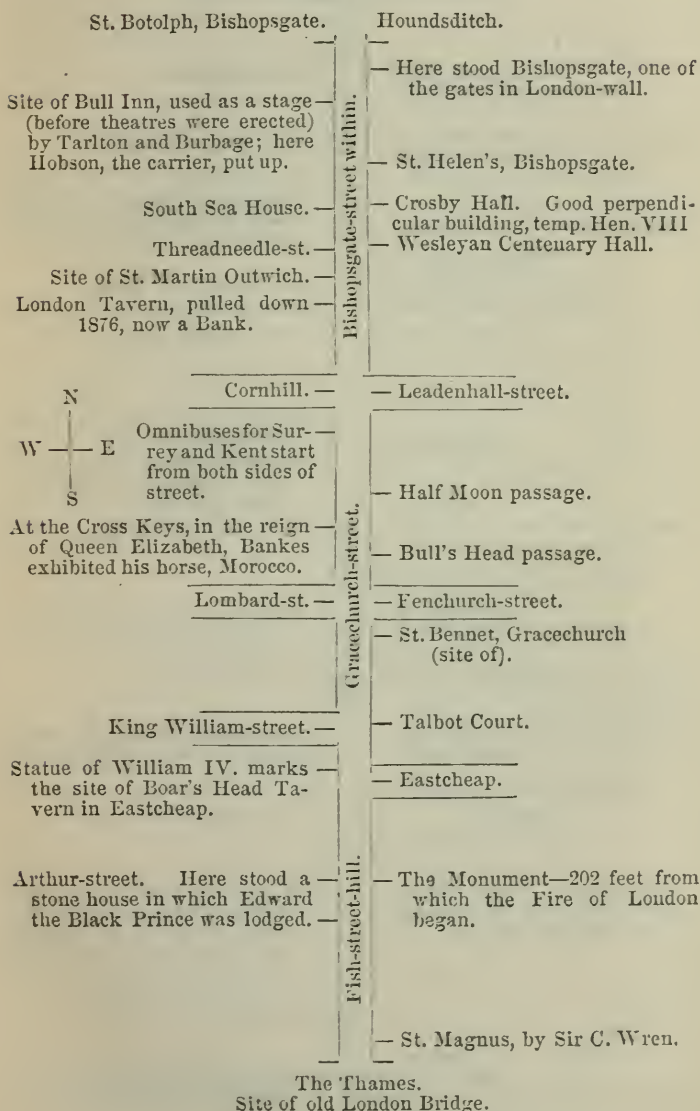 St. Botolph, Bishopsgate. Houndsditch.
Here stood Bishopsgate, one of
the gates in London-wall.
Site of Bull Inn, used as a stage
(before theatres were erected)
by Tarlton and Burbage; here
Hobson, the carrier, put up.
St. Helen's, Bishopsgate.
South Sea House.
Crosby Hall. Good perpendi-
cular building, temp. Hen. VIII
Threadneedle-st.
Wesleyan Centenary Hall.
Site of St. Martin Outwich.
London Tavern, pulled down
1876, now a Bank.
Bishopsgate-street within.
Cornhill.
Leadenhall-street.
N
W E
S
Omnibuses for Sur-
rey and Kent start
from both sides of
street.
Half Moon passage.
At the Cross Keys, in the reign
of Queen Elizabeth, Bankes
exhibited his horse, Morocco.
Bull's Head passage.
Gracechurch-street.
Lombard-st.
Fenchurch-street.
St. Bennet, Gracechurch
(site of).
King William-street.
Talbot Court.
Statue of William IV. marks
the site of Boar's Head Ta-
vern in Eastcheap.
Eastcheap.
Arthur-street. Here stood a
stone house in which Edward
the Black Prince was lodged.
The Monument—202 feet from
which the Fire of London
began.
Fish-street-hill.
St. Magnus, by Sir C. Wren.
The Thames.
Site of old London Bridge.